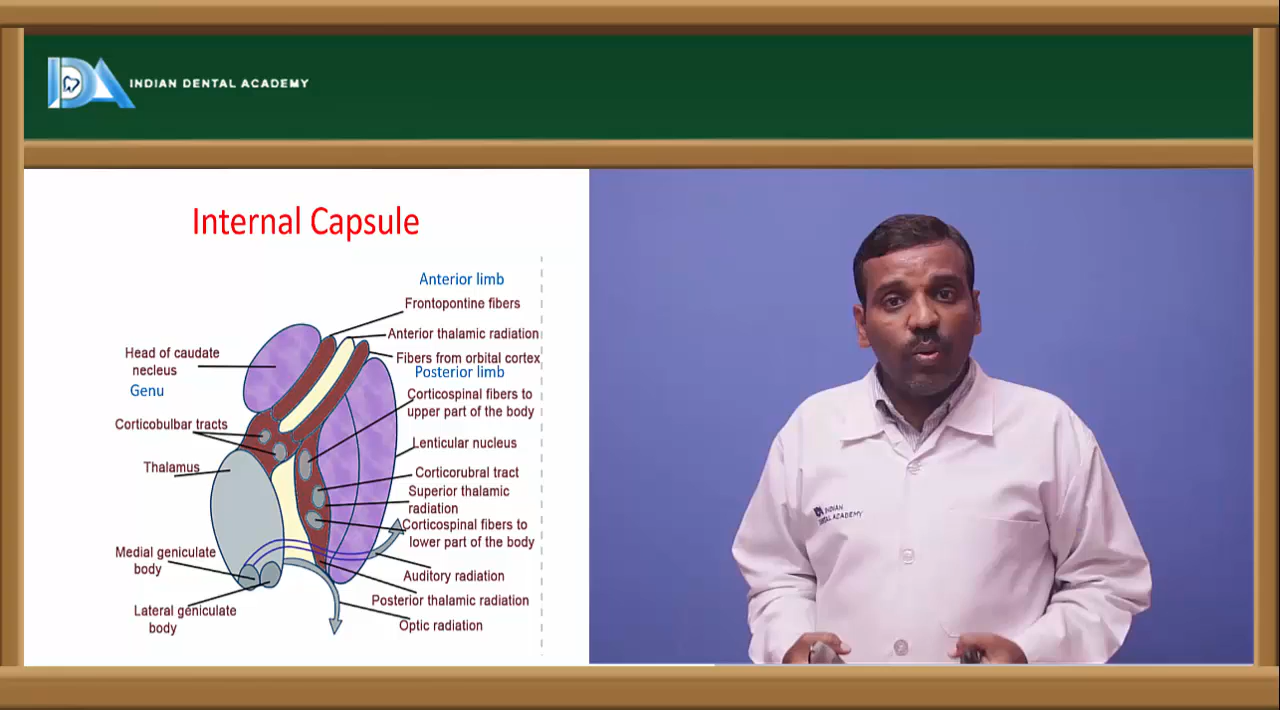 INDIAN DENTAL ACADEMY
Internal Capsule
Anterior limb
Frontopontine fibers
Anterior thalamic radiation
Fibers from orbital cortex
Head of caudate
necleus
Genu
Posterior limb
Corticospinal fibers to
upper part of the body
Corticobulbar tracts
Lenticular nucleus
Thalamus
Corticorubral tract
Superior thalamic
radiation
Corticospinal fibers to
lower part of the body
Medial geniculate
body
Auditory radiation
Posterior thalamic radiation
Lateral geniculate
body
Optic radiation
INDIAN
DENTAL ACADEMY